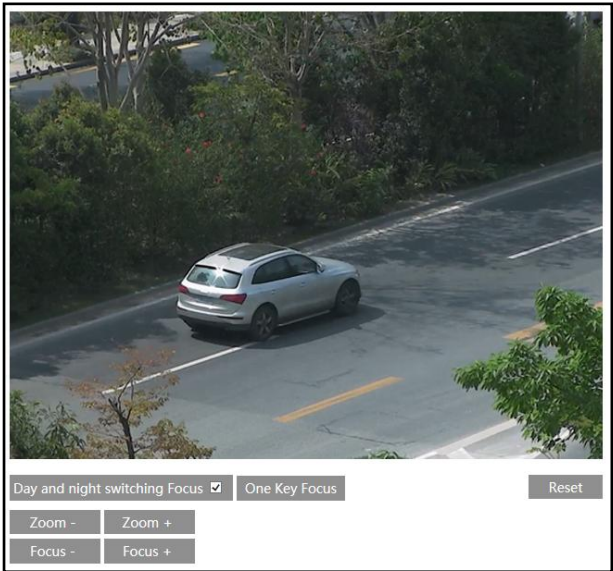 Day and night switching Focus One Key Focus Reset
Zoom - Zoom +
Focus - Focus +